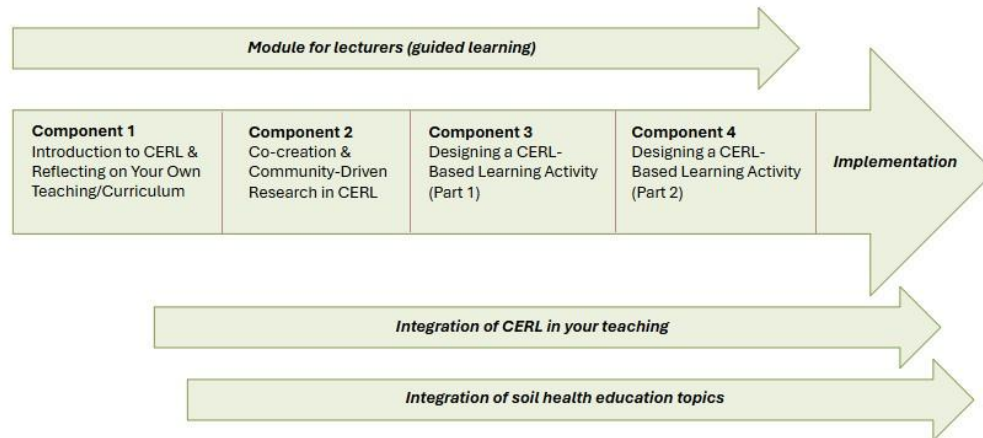 Module for lecturers (guided learning)
Component 1
Introduction to CERL &
Reflecting on Your Own
Teaching/Curriculum
Component 2
Co-creation &
Community-Driven
Research in CERL
Component 3
Designing a CERL-
Based Learning Activity
(Part 1)
Component 4
Designing a CERL-
Based Learning Activity
(Part 2)
Implementation
Integration of CERL in your teaching
Integration of soil health education topics